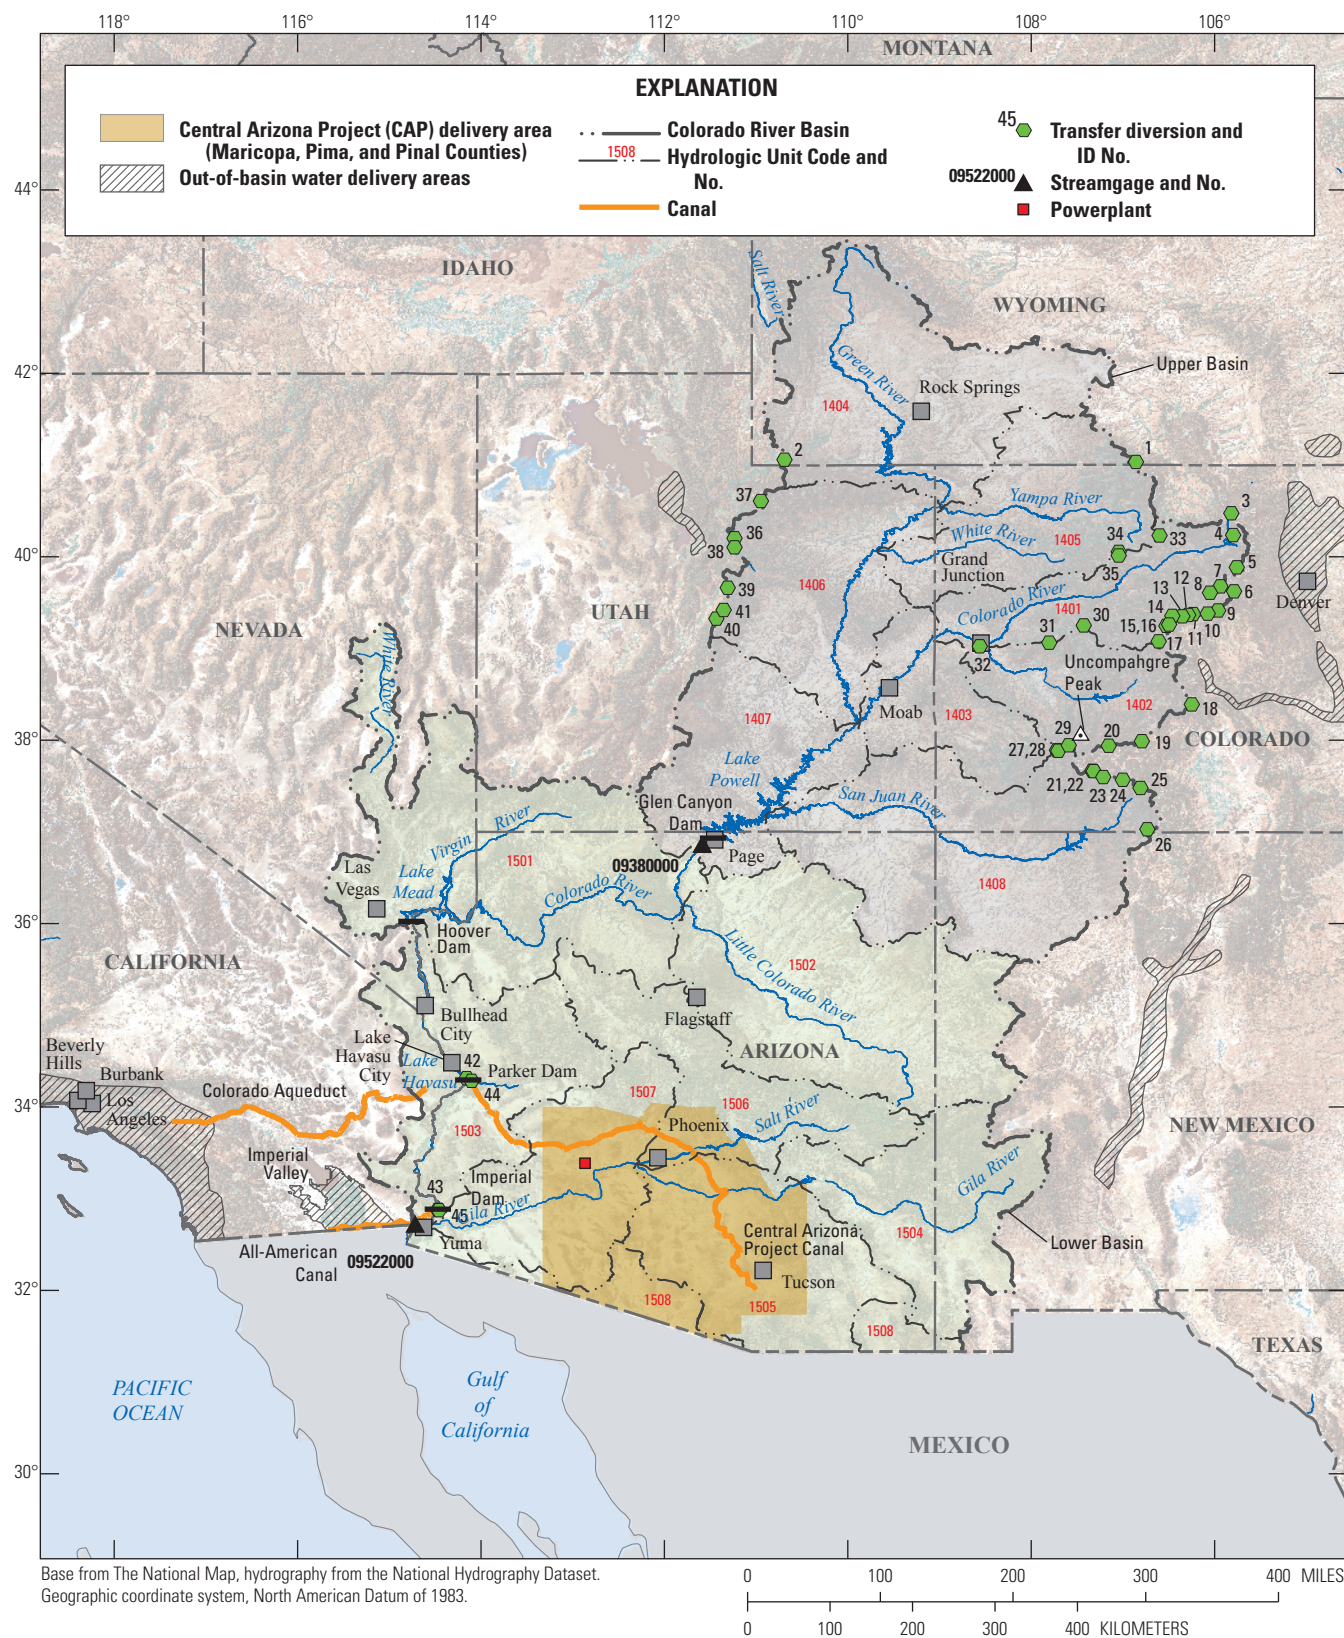 118°
116°
114°
112°
110°
108°
106°
MONTANA
EXPLANATION
Central Arizona Project (CAP) delivery area
(Maricopa, Pima, and Pinal Counties)
Out-of-basin water delivery areas
Colorado River Basin
1508
Hydrologic Unit Code and
No.
Canal
45
Transfer diversion and
ID No.
09522000
Streamgage and No.
Powerplant
44°
42°
40°
38°
36°
34°
32°
30°
IDAHO
Salt River
WYOMING
Green River
Rock Springs
Upper Basin
1404
2
1
37
3
Yampa River
36
38
White River
34
33
4
1405
35
Grand
Junction
5
7
8
6
12
13
39
1406
UTAH
Colorado River
1401
14
Denver
41
40
30
31
15,16
9
10
11
17
NEVADA
White
River
32
Uncompahgre
Peak
Moab
1403
1402
18
1407
29
20
19
COLORADO
27,28
Lake
Powell
21,22
23
24
25
San Juan River
26
Glen Canyon
Dam
Page
09380000
Virgin
River
1501
1408
Las
Vegas
Lake
Mead
Colorado River
Hoover
Dam
CALIFORNIA
Little Colorado River
1502
Bullhead
City
Flagstaff
ARIZONA
Lake
Havasu
City
Lake
Havasu
42
Parker Dam
44
Beverly
Hills
Burbank
Los
Angeles
Colorado Aqueduct
1507
1506
Salt River
Phoenix
1503
NEW MEXICO
Imperial
Valley
Imperial
Dam
43
45
Gila River
Gila River
Yuma
All-American
Canal
09522000
Central Arizona
Project Canal
1504
Lower Basin
Tucson
1508
1505
1508
TEXAS
PACIFIC
OCEAN
Gulf
of
California
MEXICO
Base from The National Map, hydrography from the National Hydrography Dataset.
Geographic coordinate system, North American Datum of 1983.
0
100
200
300
400 MILES
0
100
200
300
400 KILOMETERS